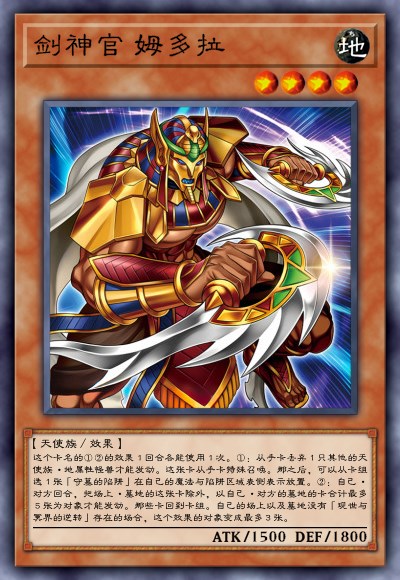 剑神官 姆多拉
地
【天使族／效果】
这个卡名的①②的效果1回合各能使用1次。①：从手卡丢弃1只其他的天
使族·地属性怪兽才能发动。这张卡从手卡特殊召唤。那之后，可以从卡组
选1张「守墓的陷阱」在自己的魔法与陷阱区域表侧表示放置。②：自己·
对方回合，把场上·墓地的这张卡除外，以自己·对方的墓地的卡合计最多
5张为对象才能发动。那些卡回到卡组。自己的场上以及墓地没有「现世与
冥界的逆转」存在的场合，这个效果的对象变成最多3张。
ATK/1500 DEF/1800